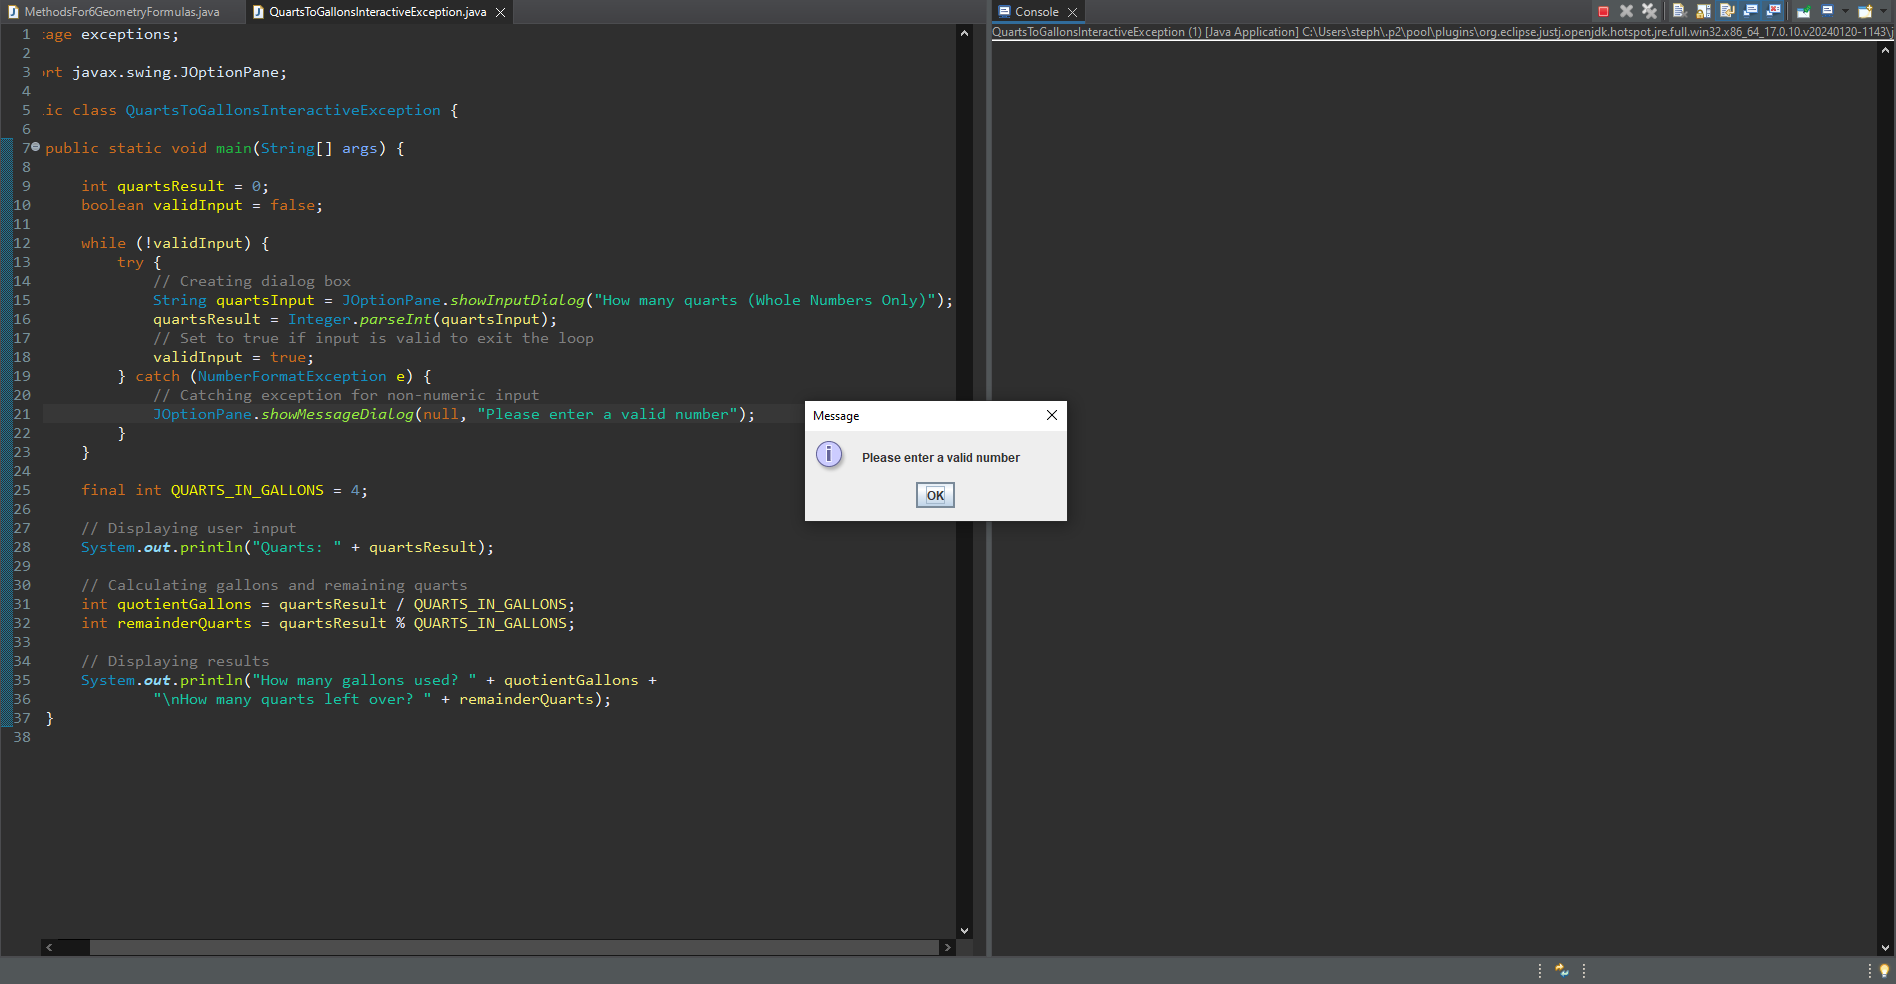 MethodsFor6GeometryFormulas.java
QuartsToGallonsInteractiveException.java
1 age exceptions;
2
3 rt javax.swing.JOptionPane;
4
5 ic class QuartsToGallonsInteractiveException {
6
7 public static void main(String[] args) {
8
9 int quartsResult = 0;
10 boolean validInput = false;
11
12 while (!validInput) {
13 try {
14 // Creating dialog box
15 String quartsInput = JOptionPane.showInputDialog("How many quarts (Whole Numbers Only)");
16 quartsResult = Integer.parseInt(quartsInput);
17 // Set to true if input is valid to exit the loop
18 validInput = true;
19 } catch (NumberFormatException e) {
20 // Catching exception for non-numeric input
21 JOptionPane.showMessageDialog(null, "Please enter a valid number");
22 }
23 }
24
25 final int QUARTS_IN_GALLONS = 4;
26
27 // Displaying user input
28 System.out.println("Quarts: " + quartsResult);
29
30 // Calculating gallons and remaining quarts
31 int quotientGallons = quartsResult / QUARTS_IN_GALLONS;
32 int remainderQuarts = quartsResult % QUARTS_IN_GALLONS;
33
34 // Displaying results
35 System.out.println("How many gallons used? " + quotientGallons +
36 "\nHow many quarts left over? " + remainderQuarts);
37 }
38
Console
QuartsToGallonsInteractiveException (1) [Java Application] C:\Users\steph\.p2\pool\plugins\org.eclipse.justj.openjdk.hotspot.jre.full.win32.x86_64_17.0.10.v20240120-1143\j
Message
Please enter a valid number
OK